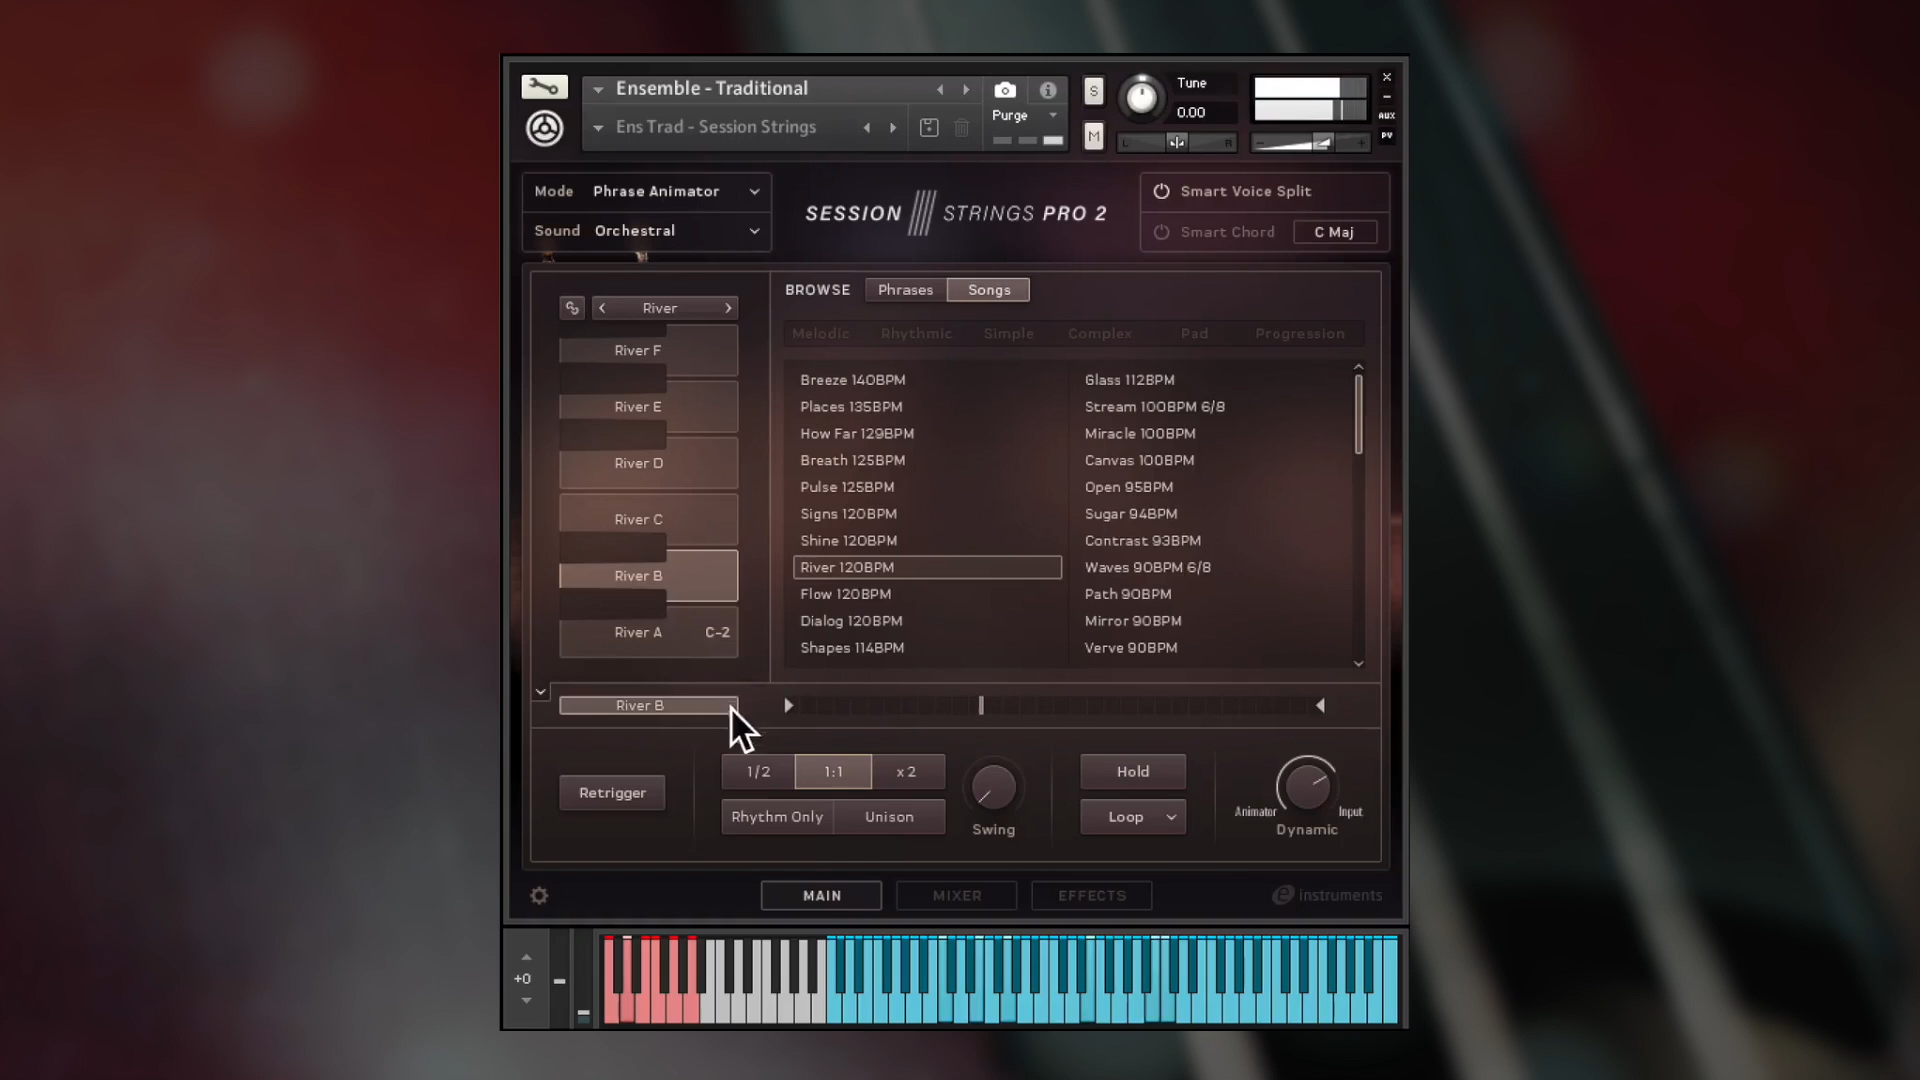 Ensemble - Traditional
Ens Trad - Session Strings
Purge
S
M
Tune
0.00
L
R
AUX
PV
Mode Phrase Animator
Sound Orchestral
SESSION STRINGS PRO 2
Smart Voice Split
Smart Chord C Maj
River
River F
River E
River D
River C
River B
River A C-2
BROWSE Phrases Songs
Melodic Rhythmic Simple Complex Pad Progression
Breeze 140BPM
Places 135BPM
How Far 129BPM
Breath 125BPM
Pulse 125BPM
Signs 120BPM
Shine 120BPM
River 120BPM
Flow 120BPM
Dialog 120BPM
Shapes 114BPM
Glass 112BPM
Stream 100BPM 6/8
Miracle 100BPM
Canvas 100BPM
Open 95BPM
Sugar 94BPM
Contrast 93BPM
Waves 90BPM 6/8
Path 90BPM
Mirror 90BPM
Verve 90BPM
River B
Retrigger
1/2 1:1 x2
Rhythm Only Unison
Swing
Hold
Loop
Animator Input
Dynamic
MAIN MIXER EFFECTS
e instruments
+0